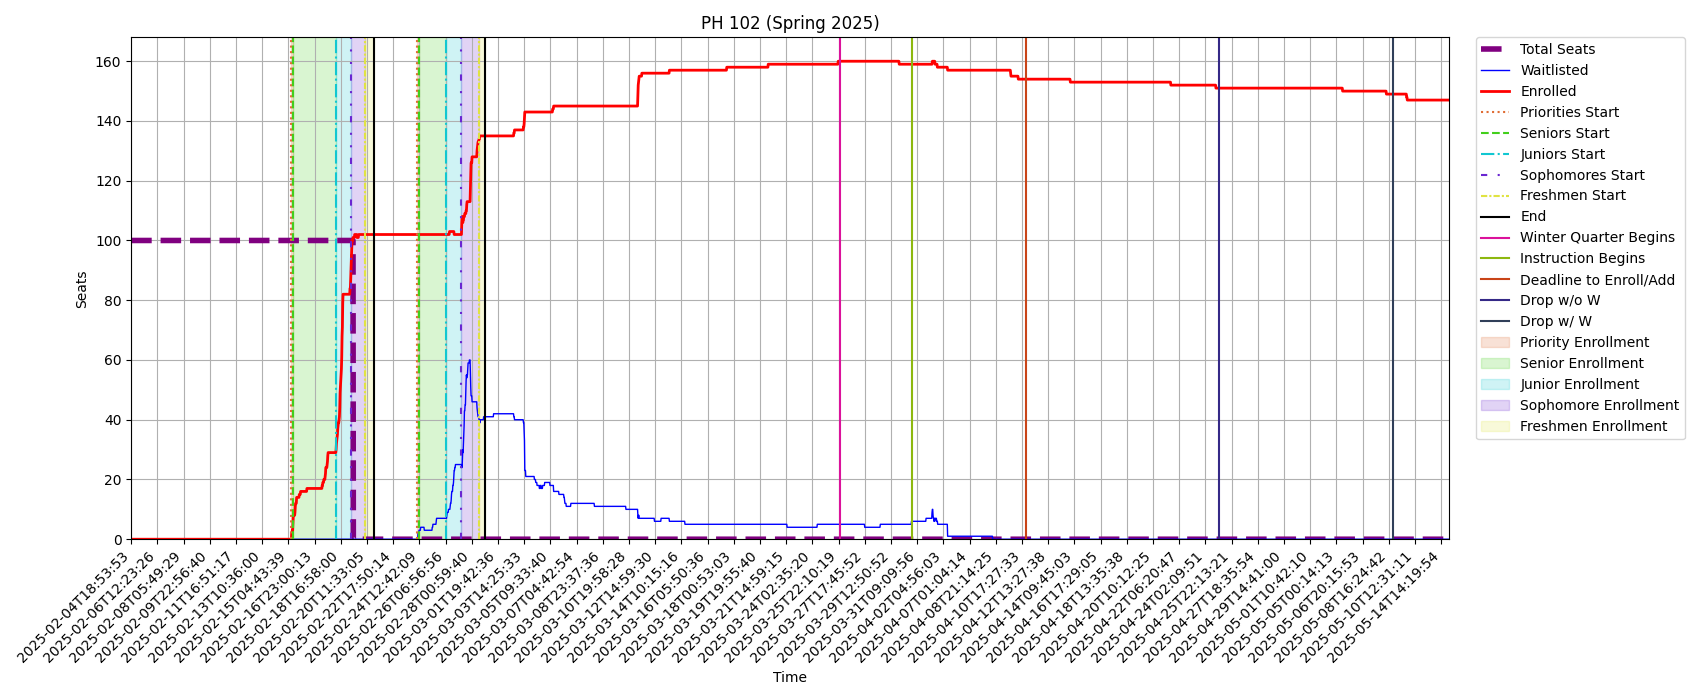 PH 102 (Spring 2025)
Seats
160
140
120
100
80
60
40
20
0
2025-02-04T18:53:53
2025-02-06T12:23:26
2025-02-08T05:49:29
2025-02-09T22:56:40
2025-02-11T16:51:17
2025-02-13T10:36:00
2025-02-15T04:43:39
2025-02-16T23:00:13
2025-02-18T16:58:00
2025-02-20T11:33:05
2025-02-22T17:50:14
2025-02-24T12:42:09
2025-02-26T06:56:56
2025-02-28T00:59:40
2025-03-01T19:42:36
2025-03-03T14:25:33
2025-03-05T09:33:40
2025-03-07T04:42:54
2025-03-08T23:37:36
2025-03-10T19:58:28
2025-03-12T14:59:30
2025-03-14T10:15:16
2025-03-16T05:50:36
2025-03-18T00:53:03
2025-03-19T19:55:40
2025-03-21T14:59:15
2025-03-24T02:35:20
2025-03-25T22:10:19
2025-03-27T17:45:52
2025-03-29T12:50:52
2025-03-31T09:09:56
2025-04-02T04:56:03
2025-04-07T01:04:14
2025-04-08T21:14:25
2025-04-10T17:27:33
2025-04-12T13:27:38
2025-04-14T09:45:03
2025-04-16T17:29:05
2025-04-18T13:35:38
2025-04-20T10:12:25
2025-04-22T06:20:47
2025-04-24T02:09:51
2025-04-25T22:13:21
2025-04-27T18:35:54
2025-04-29T14:41:00
2025-05-01T10:42:10
2025-05-05T00:14:13
2025-05-06T20:15:53
2025-05-08T16:24:42
2025-05-10T12:31:11
2025-05-14T14:19:54
Time
Total Seats
Waitlisted
Enrolled
Priorities Start
Seniors Start
Juniors Start
Sophomores Start
Freshmen Start
End
Winter Quarter Begins
Instruction Begins
Deadline to Enroll/Add
Drop w/o W
Drop w/ W
Priority Enrollment
Senior Enrollment
Junior Enrollment
Sophomore Enrollment
Freshmen Enrollment